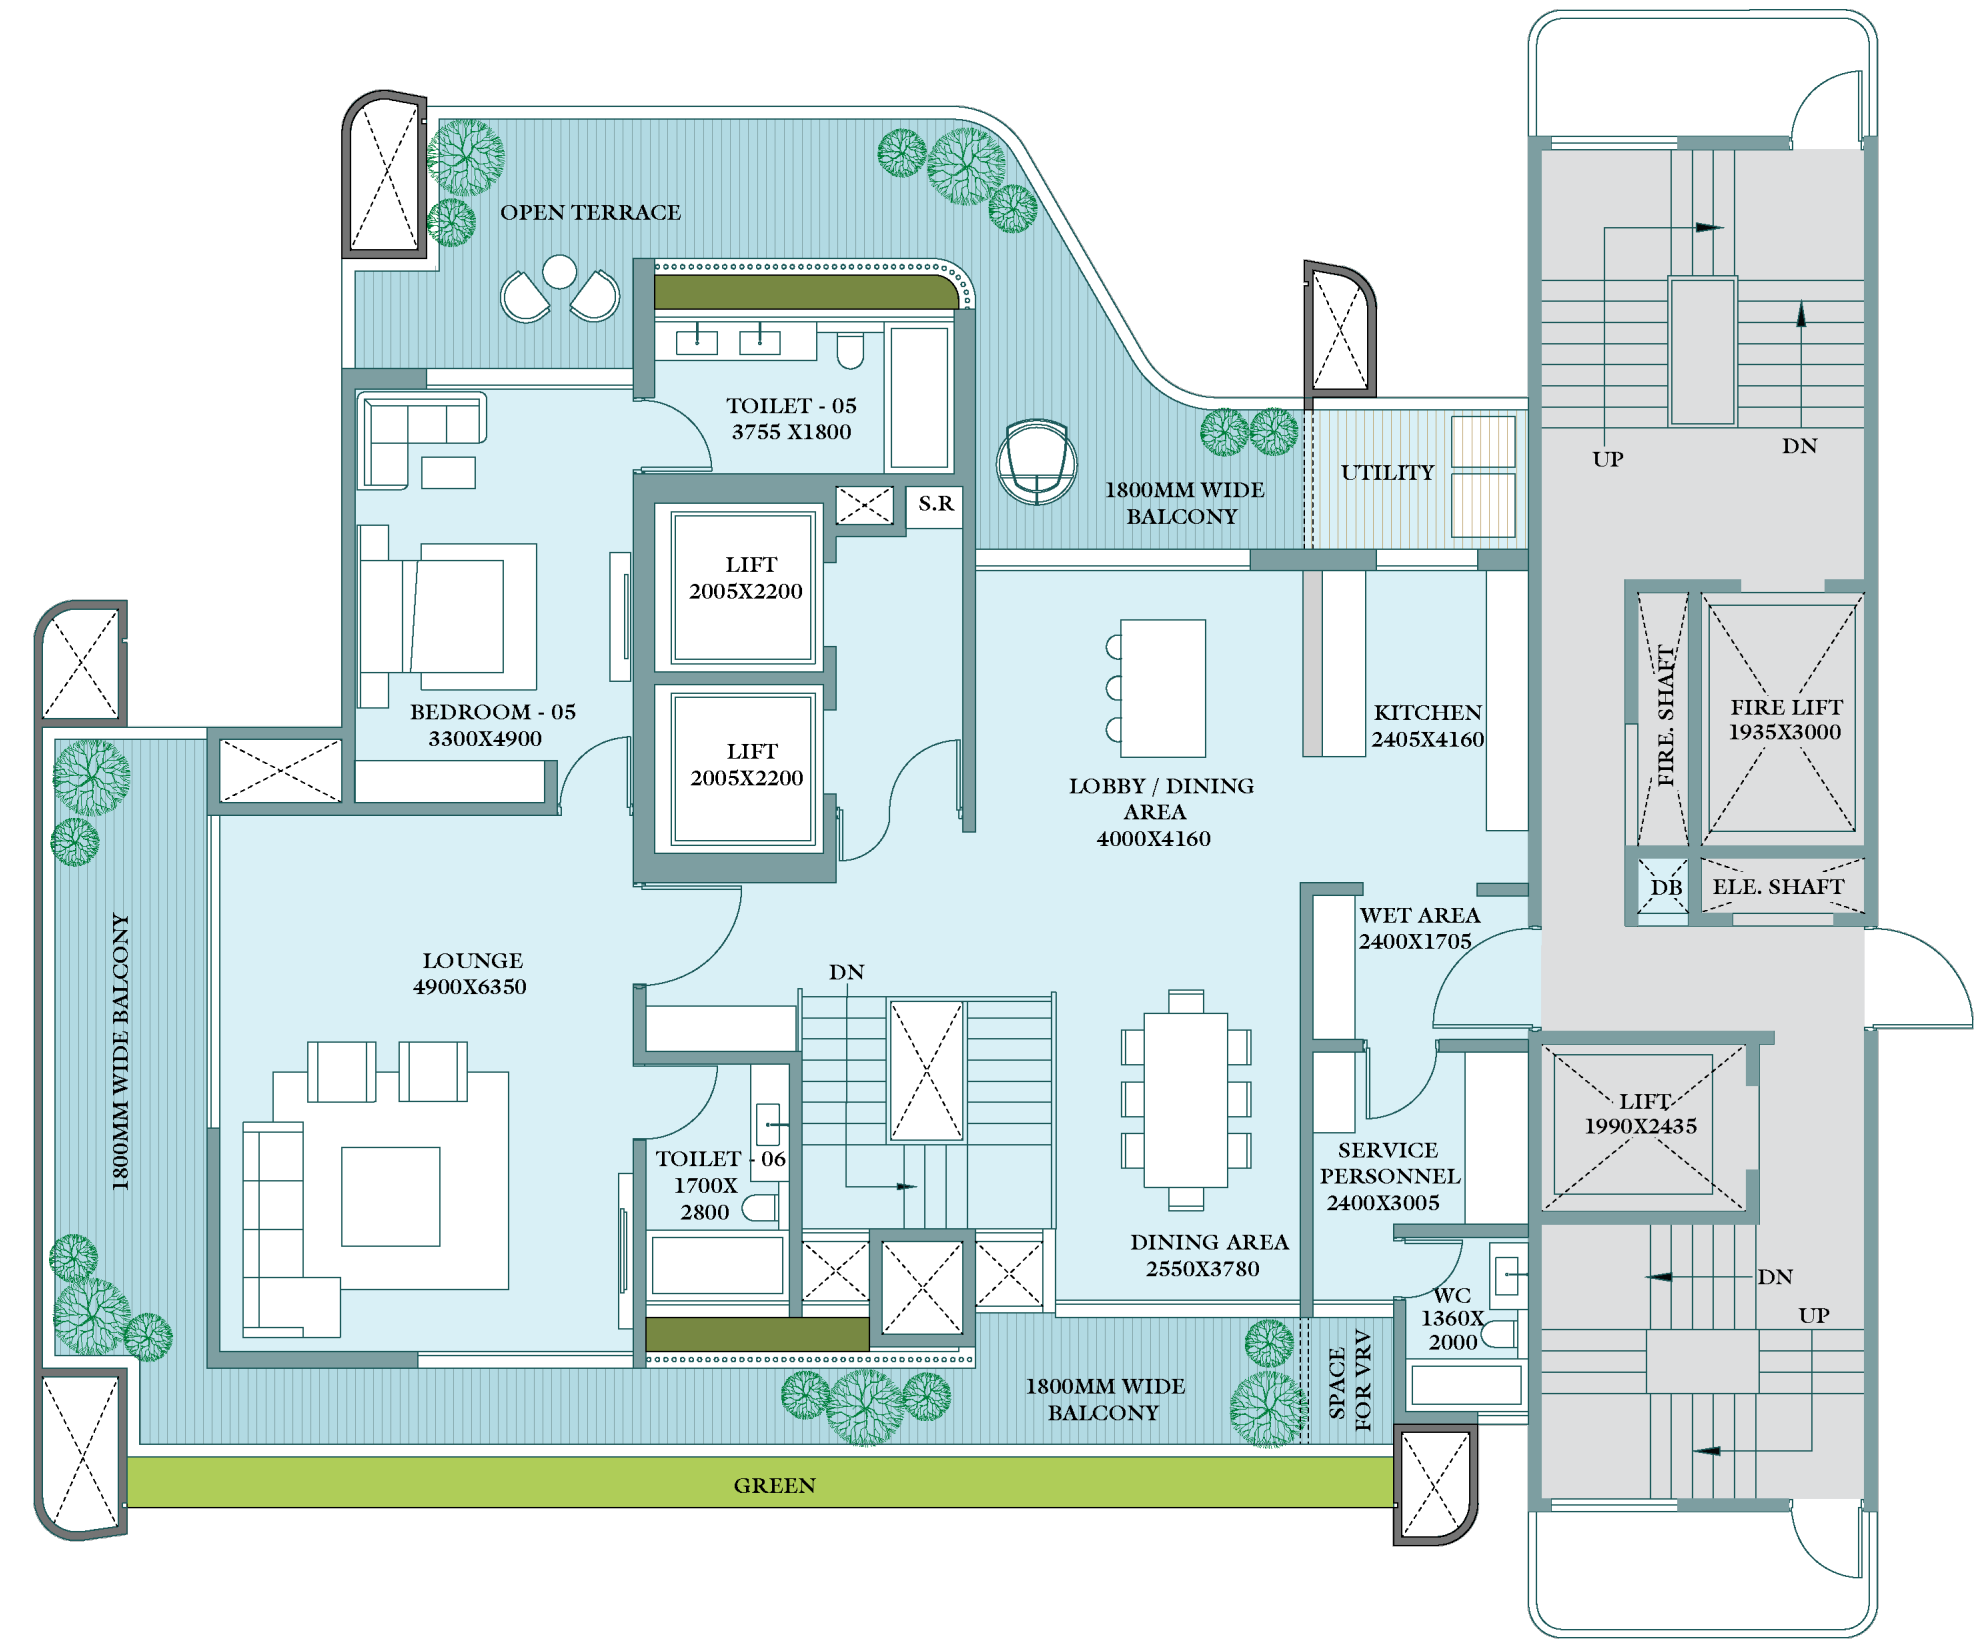 OPEN TERRACE
TOILET - 05
3755 X1800
UP
DN
UTILITY
1800MM WIDE
BALCONY
S.R
LIFT
2005X2200
BEDROOM - 05
3300X4900
LIFT
2005X2200
LOBBY / DINING
AREA
4000X4160
KITCHEN
2405X4160
FIRE. SHAFT
FIRE LIFT
1935X3000
DB
ELE. SHAFT
WET AREA
2400X1705
1800MM WIDE BALCONY
LOUNGE
4900X6350
DN
LIFT
1990X2435
TOILET - 06
1700X
2800
SERVICE
PERSONNEL
2400X3005
DINING AREA
2550X3780
DN
UP
WC
1360X
2000
SPACE
FOR VRV
1800MM WIDE
BALCONY
GREEN